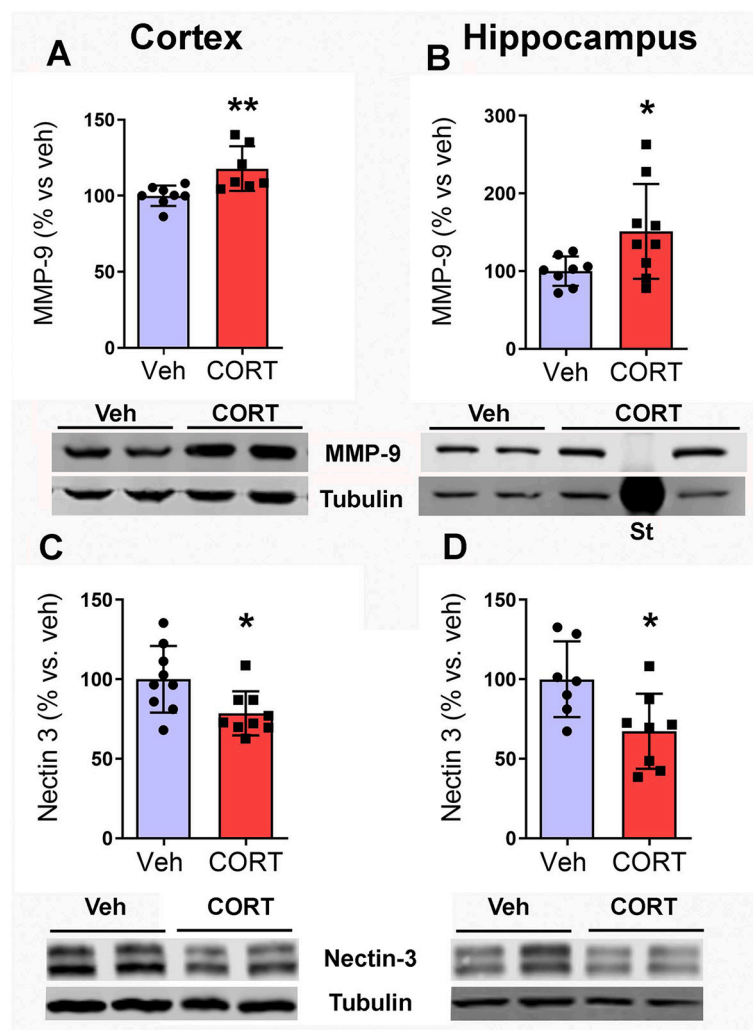 Cortex
Hippocampus
A
B
MMP-9 (% vs veh)
150
100
50
0
**
Veh
CORT
MMP-9 (% vs veh)
300
200
100
0
*
Veh
CORT
Veh
CORT
Veh
CORT
MMP-9
Tubulin
St
C
D
Nectin 3 (% vs. veh)
150
100
50
0
*
Veh
CORT
Nectin 3 (% vs. veh)
150
100
50
0
*
Veh
CORT
Veh
CORT
Veh
CORT
Nectin-3
Tubulin